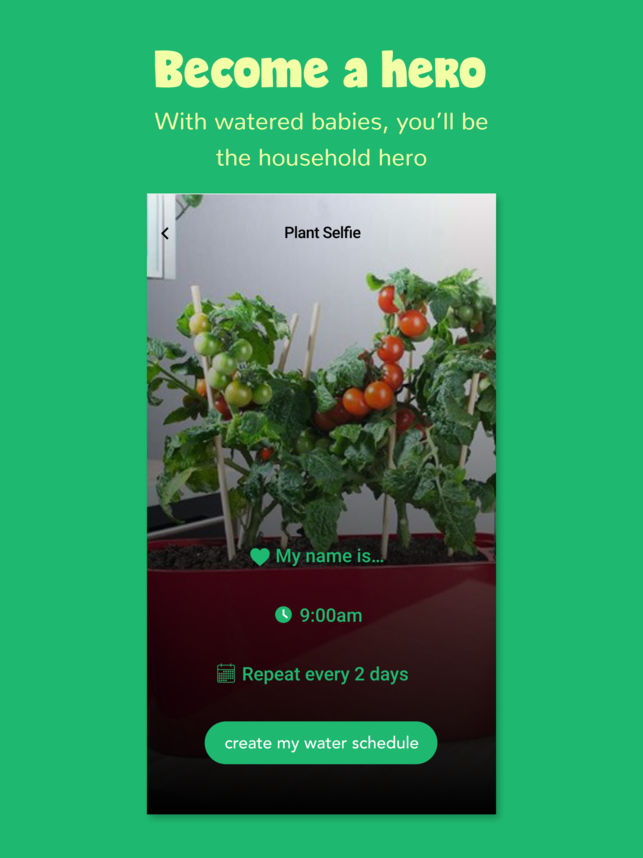 Become a hero
With watered babies, you’ll be
the household hero
Plant Selfie
My name is...
9:00am
Repeat every 2 days
create my water schedule